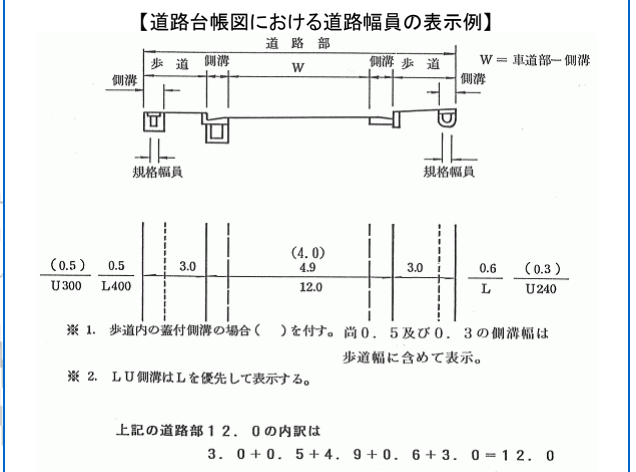 【道路台帳図における道路幅員の表示例】
道 路 部
歩 道 側溝 W 側溝 歩 道 W = 車道部−側溝
側溝 側溝
規格幅員 規格幅員
(4.0)
(0.5) 0.5 3.0 4.9 3.0 0.6 (0.3)
U300 L400 12.0 L U240
※ 1. 歩道内の蓋付側溝の場合( )を付す。尚0.5及び0.3の側溝幅は
歩道幅に含めて表示。
※ 2. LU側溝はLを優先して表示する。
上記の道路部12.0の内訳は
3.0+0.5+4.9+0.6+3.0=12.0